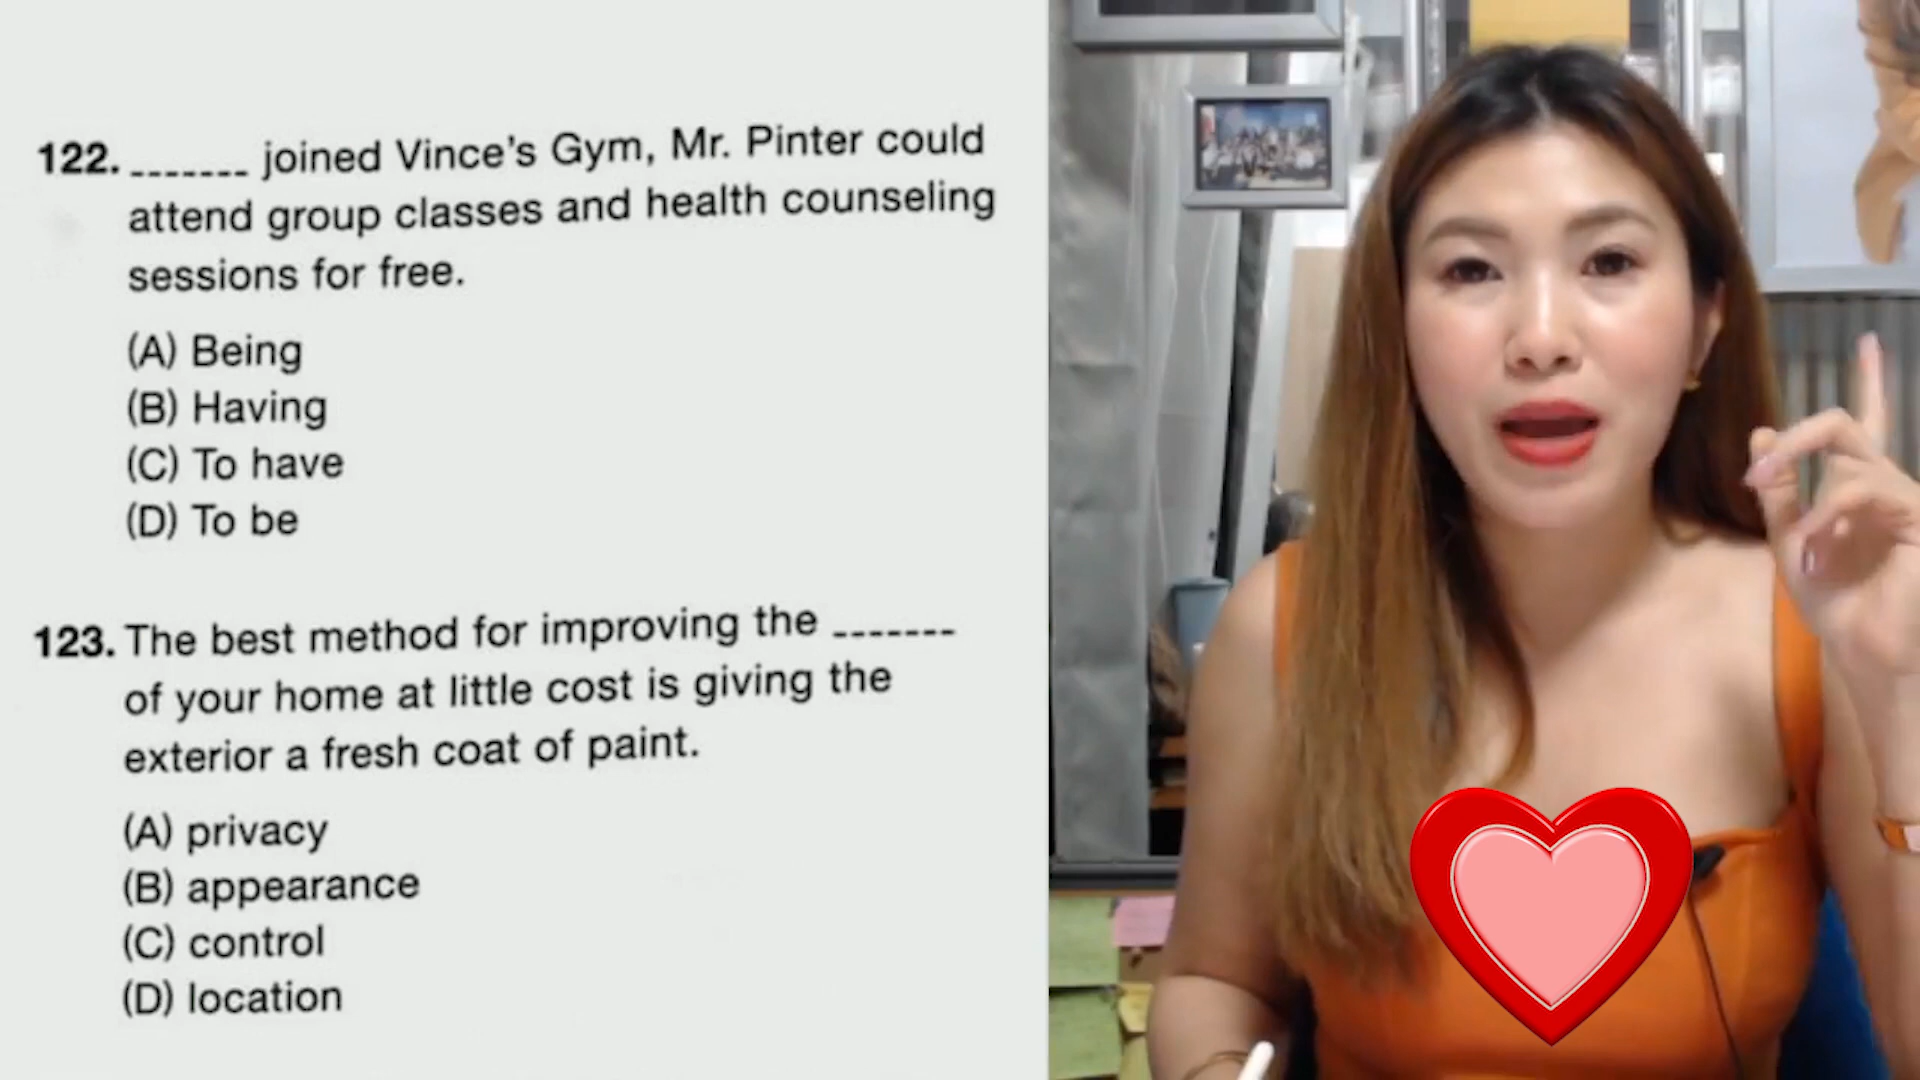 122. _______ joined Vince's Gym, Mr. Pinter could
attend group classes and health counseling
sessions for free.
(A) Being
(B) Having
(C) To have
(D) To be
123. The best method for improving the _______
of your home at little cost is giving the
exterior a fresh coat of paint.
(A) privacy
(B) appearance
(C) control
(D) location